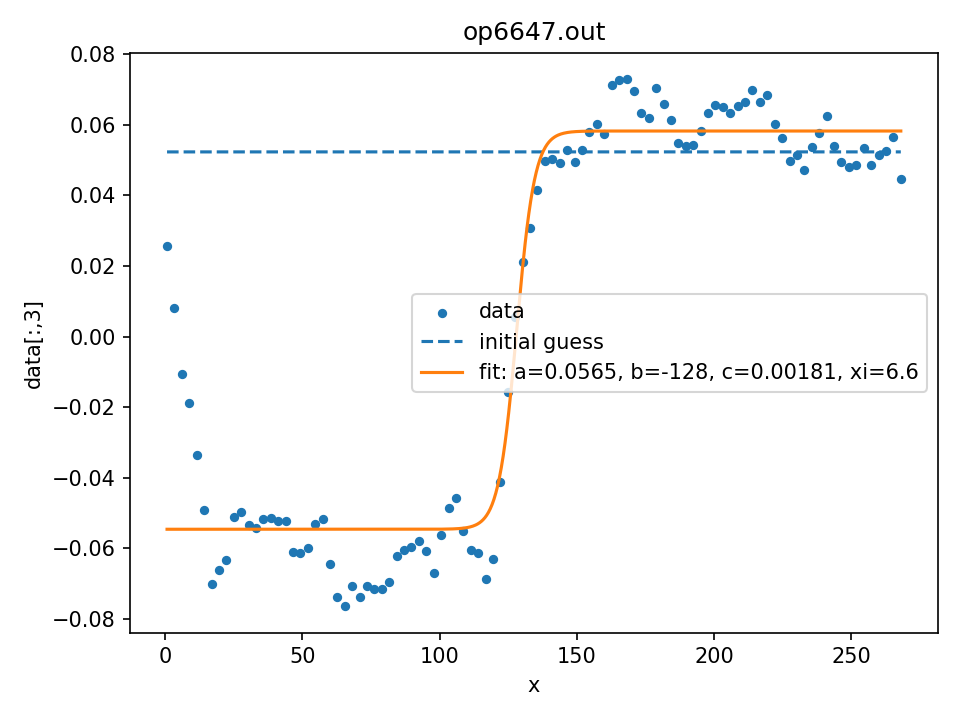 op6647.out
0.08
0.06
0.04
0.02
0.00
−0.02
−0.04
−0.06
−0.08
data[:,3]
data
initial guess
fit: a=0.0565, b=-128, c=0.00181, xi=6.6
0 50 100 150 200 250
x